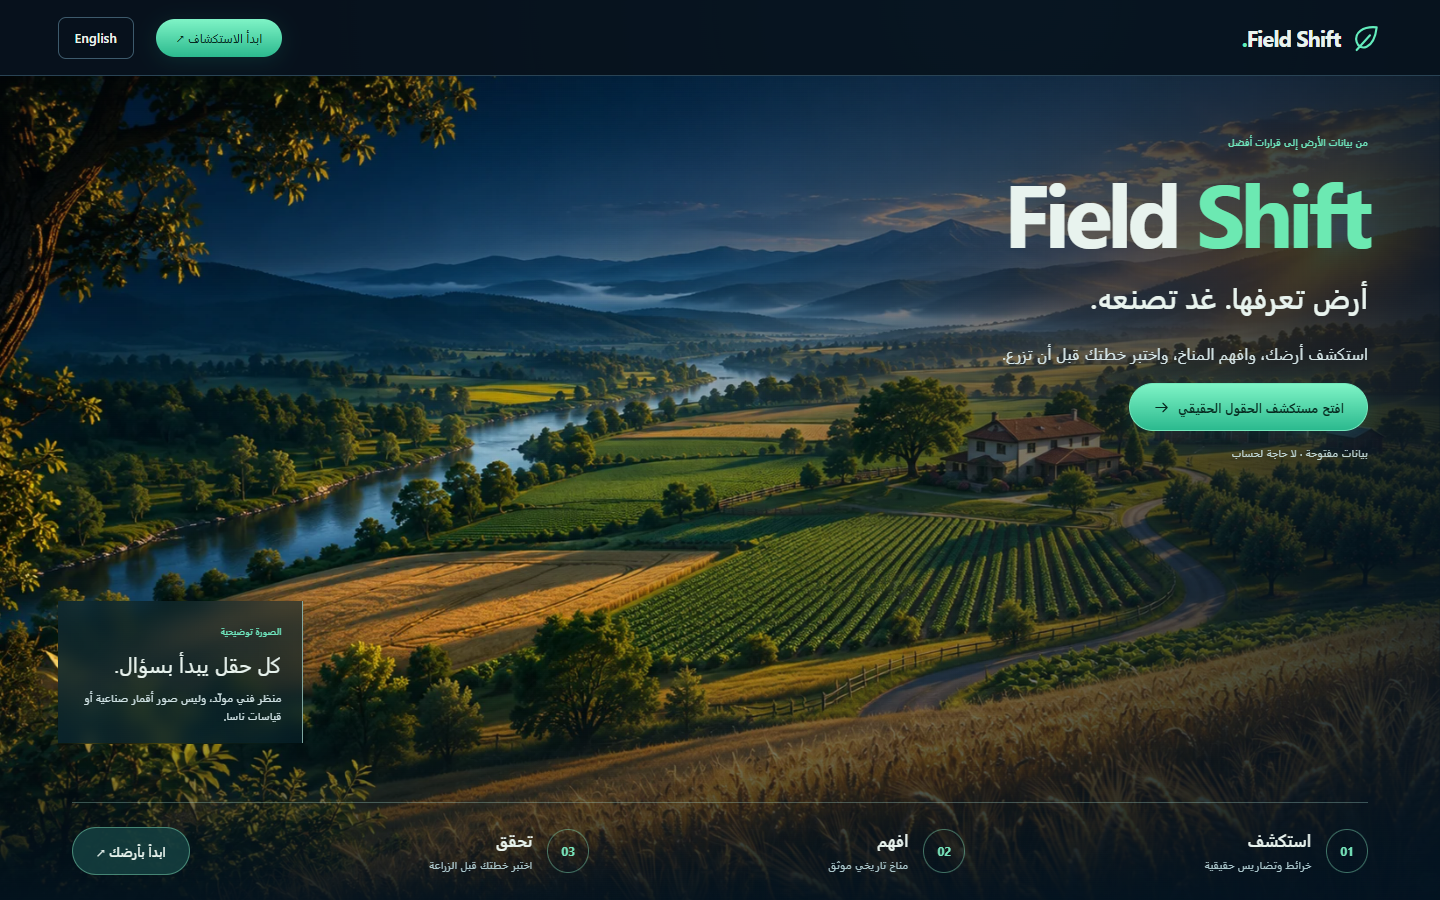 Field Shift.
ابدأ الاستكشاف ↗
English
من بيانات الأرض إلى قرارات أفضل
Field Shift
أرض تعرفها. غد تصنعه.
استكشف أرضك، وافهم المناخ، واختبر خطتك قبل أن تزرع.
افتح مستكشف الحقول الحقيقي →
بيانات مفتوحة · لا حاجة لحساب
الصورة توضيحية
كل حقل يبدأ بسؤال.
منظر فني مولّد، وليس صور أقمار صناعية أو
قياسات ناسا.
01
استكشف
خرائط وتضاريس حقيقية
02
افهم
مناخ تاريخي موثق
03
تحقق
اختبر خطتك قبل الزراعة
ابدأ بأرضك ↗